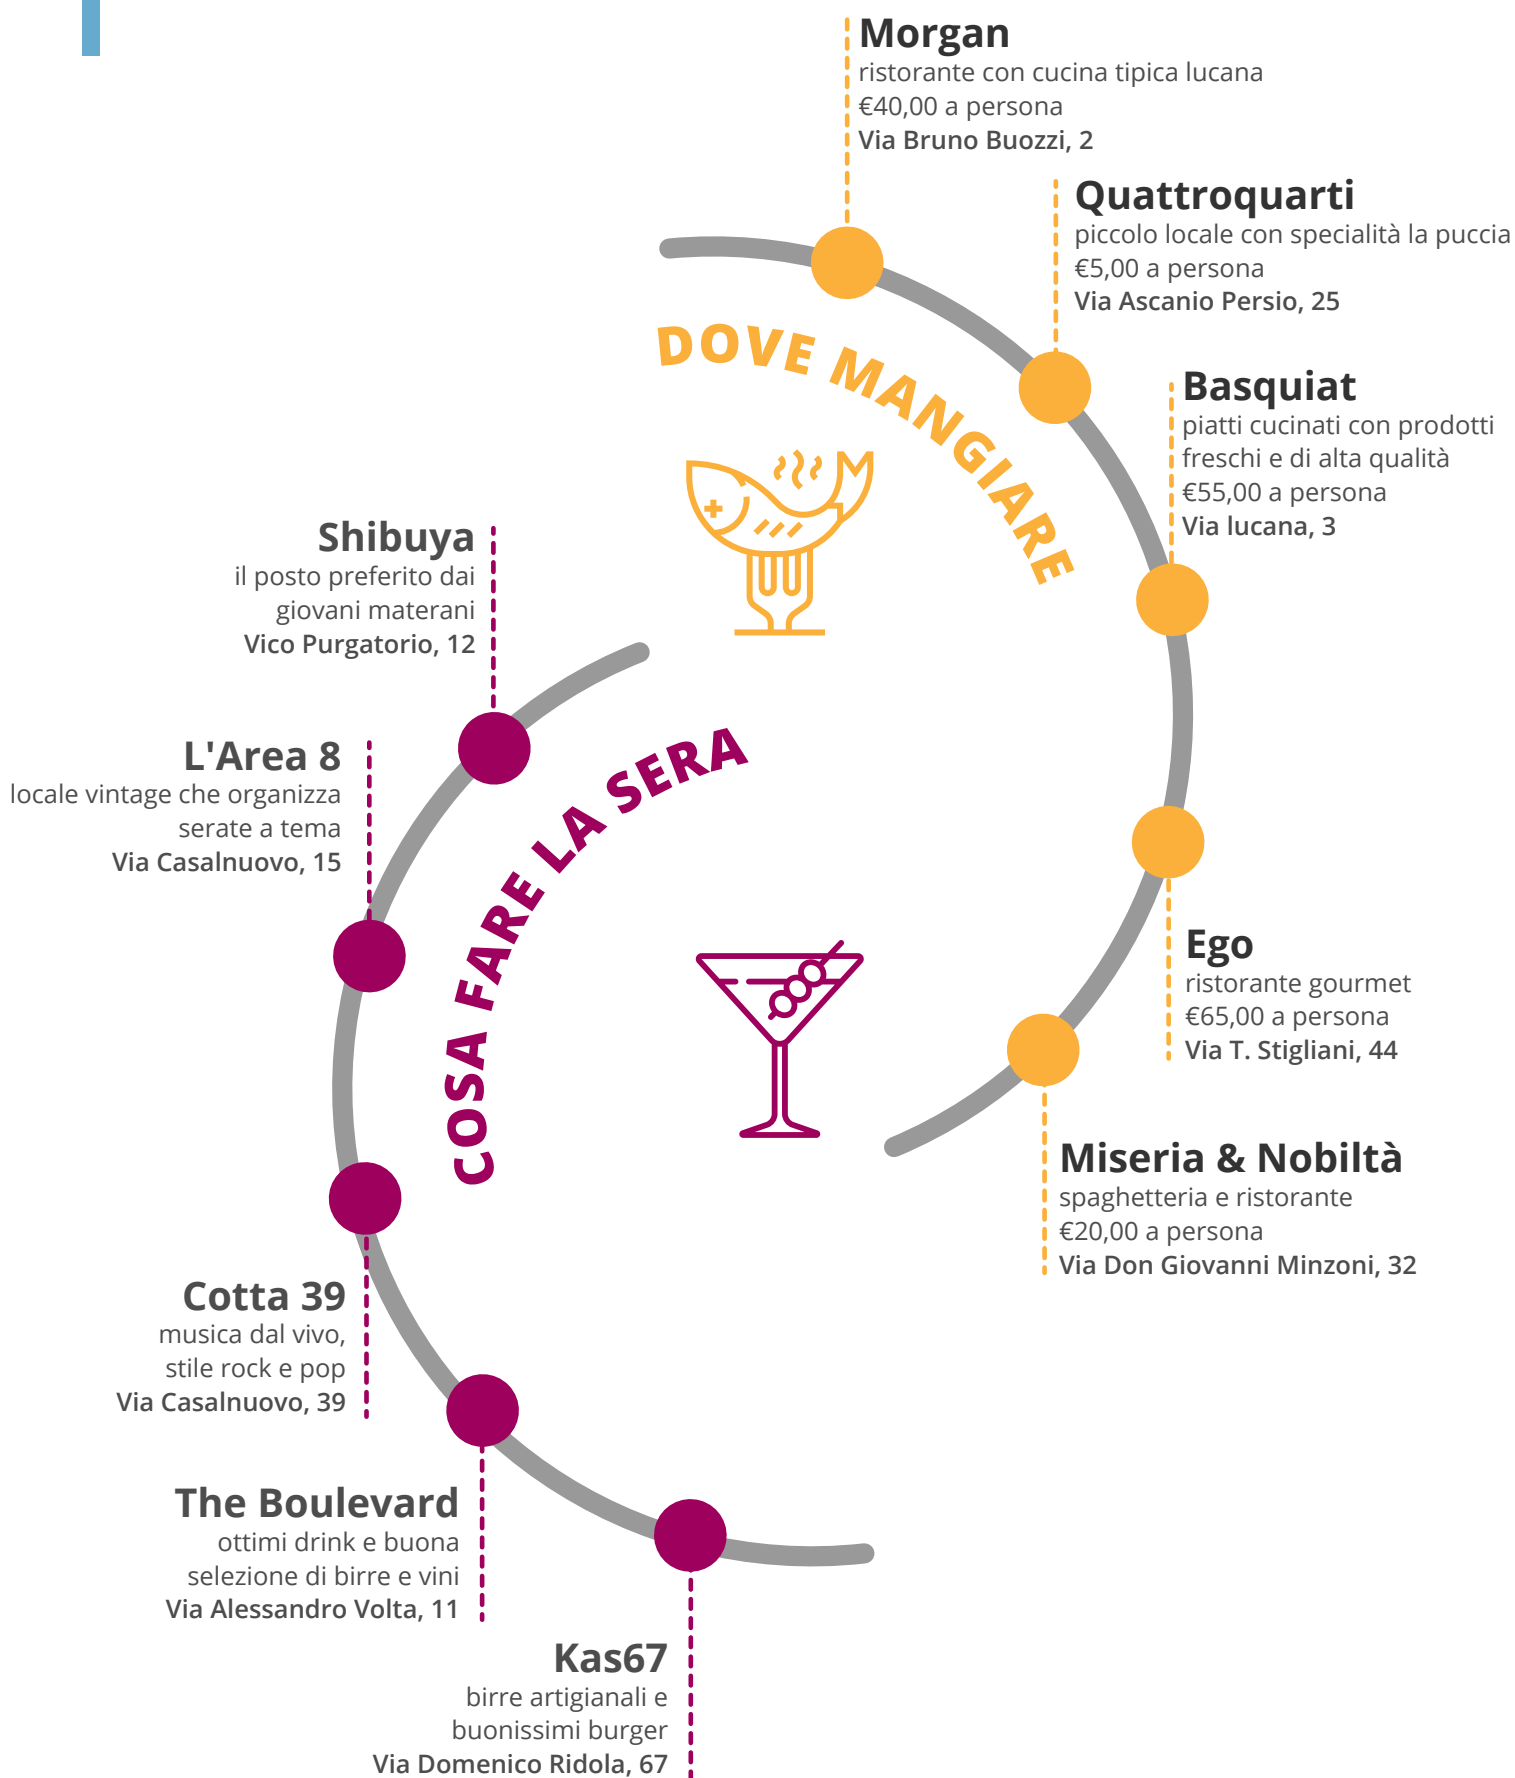 Morgan
ristorante con cucina tipica lucana
€40,00 a persona
Via Bruno Buozzi, 2
Quattroquarti
piccolo locale con specialità la puccia
€5,00 a persona
Via Ascanio Persio, 25
DOVE MANGIARE
Basquiat
piatti cucinati con prodotti
freschi e di alta qualità
€55,00 a persona
Via lucana, 3
Ego
ristorante gourmet
€65,00 a persona
Via T. Stigliani, 44
Miseria & Nobiltà
spaghetteria e ristorante
€20,00 a persona
Via Don Giovanni Minzoni, 32
COSA FARE LA SERA
Shibuya
il posto preferito dai
giovani materani
Vico Purgatorio, 12
L'Area 8
locale vintage che organizza
serate a tema
Via Casalnuovo, 15
Cotta 39
musica dal vivo,
stile rock e pop
Via Casalnuovo, 39
The Boulevard
ottimi drink e buona
selezione di birre e vini
Via Alessandro Volta, 11
Kas67
birre artigianali e
buonissimi burger
Via Domenico Ridola, 67